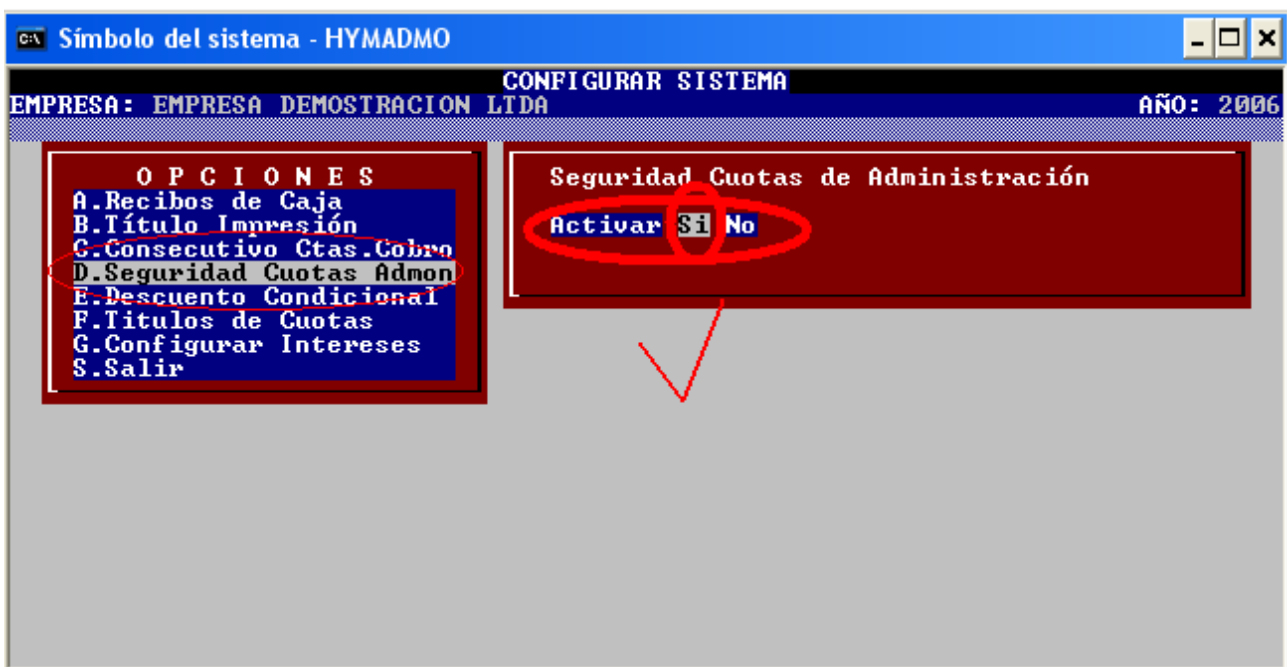 Símbolo del sistema - HYMADMO
CONFIGURAR SISTEMA
EMPRESA: EMPRESA DEMOSTRACION LTDA AÑO: 2006
O P C I O N E S
A.Recibos de Caja
B.Título Impresión
C.Consecutivo Ctas.Cobro
D.Seguridad Cuotas Admon
E.Descuento Condicional
F.Titulos de Cuotas
G.Configurar Intereses
S.Salir
Seguridad Cuotas de Administración
Activar Si No